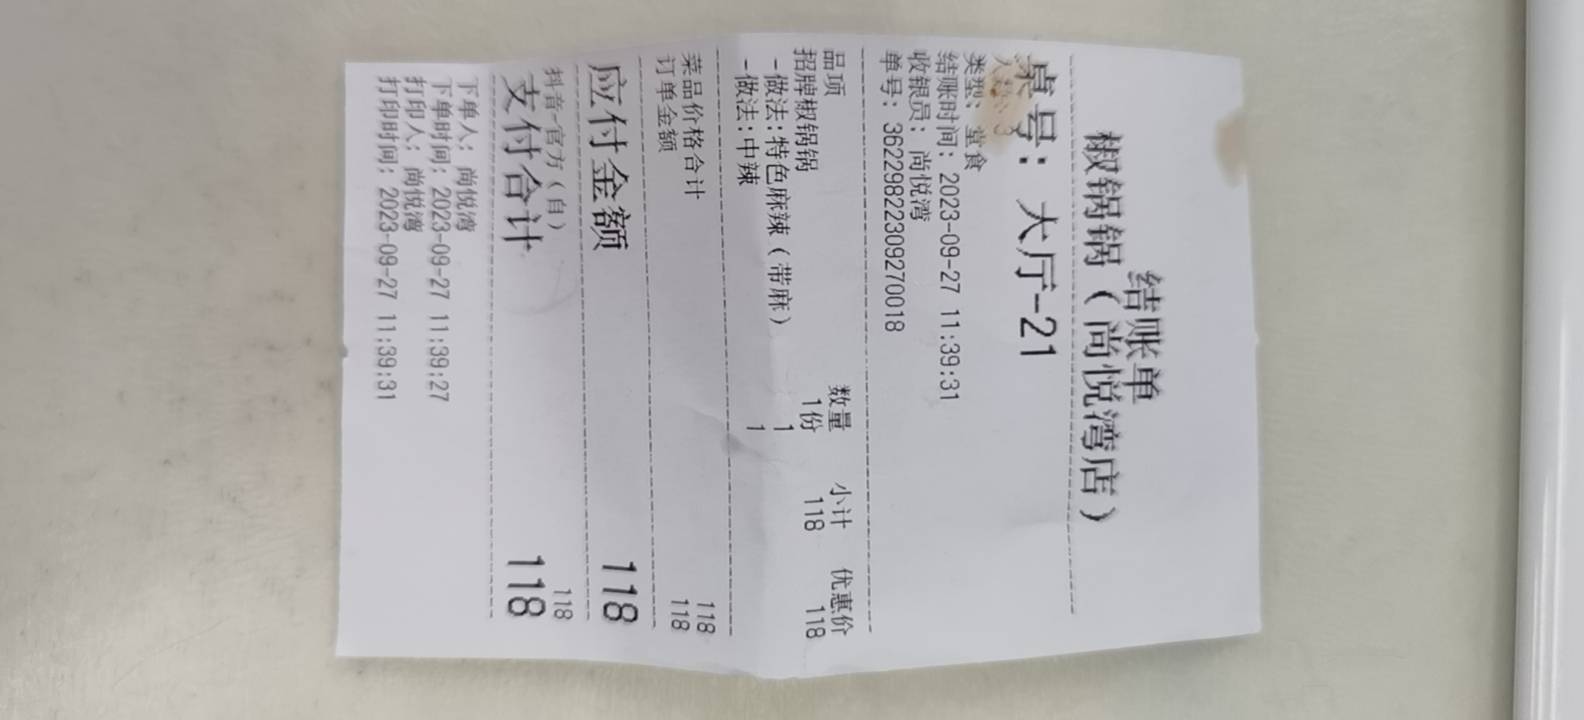 结账单
椒锅锅（尚悦湾店）
桌号：大厅-21
类型：堂食
结账时间：2023-09-27 11:39:31
收银员：尚悦湾
单号：3622982230927001​8
品项 数量 小计 优惠价
招牌椒锅锅 1份 118 118
-做法:特色麻辣（带麻） 1
-做法:中辣 1
菜品价格合计 118
订单金额 118
应付金额 118
抖音-官方（自） 118
支付合计 118
下单人：尚悦湾
下单时间：2023-09-27 11:39:27
打印人：尚悦湾
打印时间：2023-09-27 11:39:31